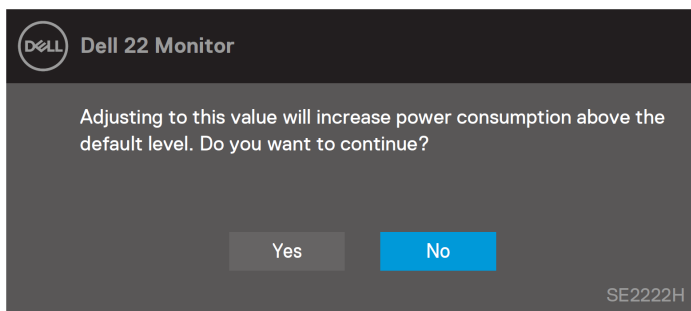 DELL
Dell 22 Monitor
Adjusting to this value will increase power consumption above the
default level. Do you want to continue?
Yes
No
SE2222H